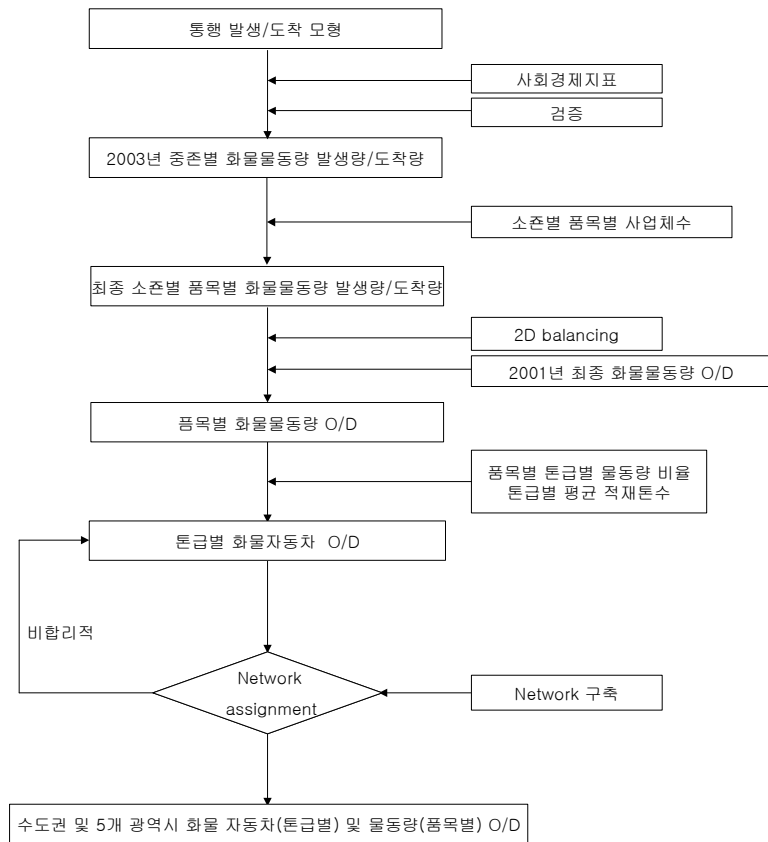 통행 발생/도착 모형
사회경제지표
검증
2003년 중존별 화물물동량 발생량/도착량
소존별 품목별 사업체수
최종 소존별 품목별 화물물동량 발생량/도착량
2D balancing
2001년 최종 화물물동량 O/D
픔목별 화물물동량 O/D
품목별 톤급별 물동량 비율
톤급별 평균 적재톤수
톤급별 화물자동차 O/D
비합리적
Network
assignment
Network 구축
수도권 및 5개 광역시 화물 자동차(톤급별) 및 물동량(품목별) O/D